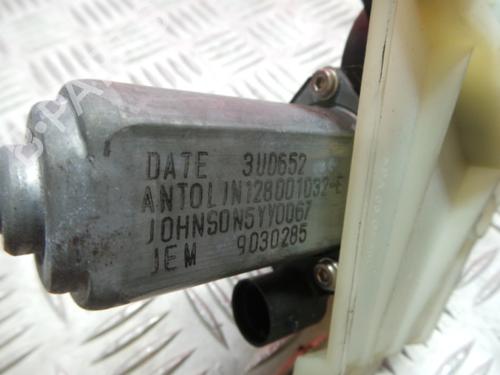 DATE 3U0652
ANTOLIN128001032-E
JOHNSON5YY0067
JEM 9030285